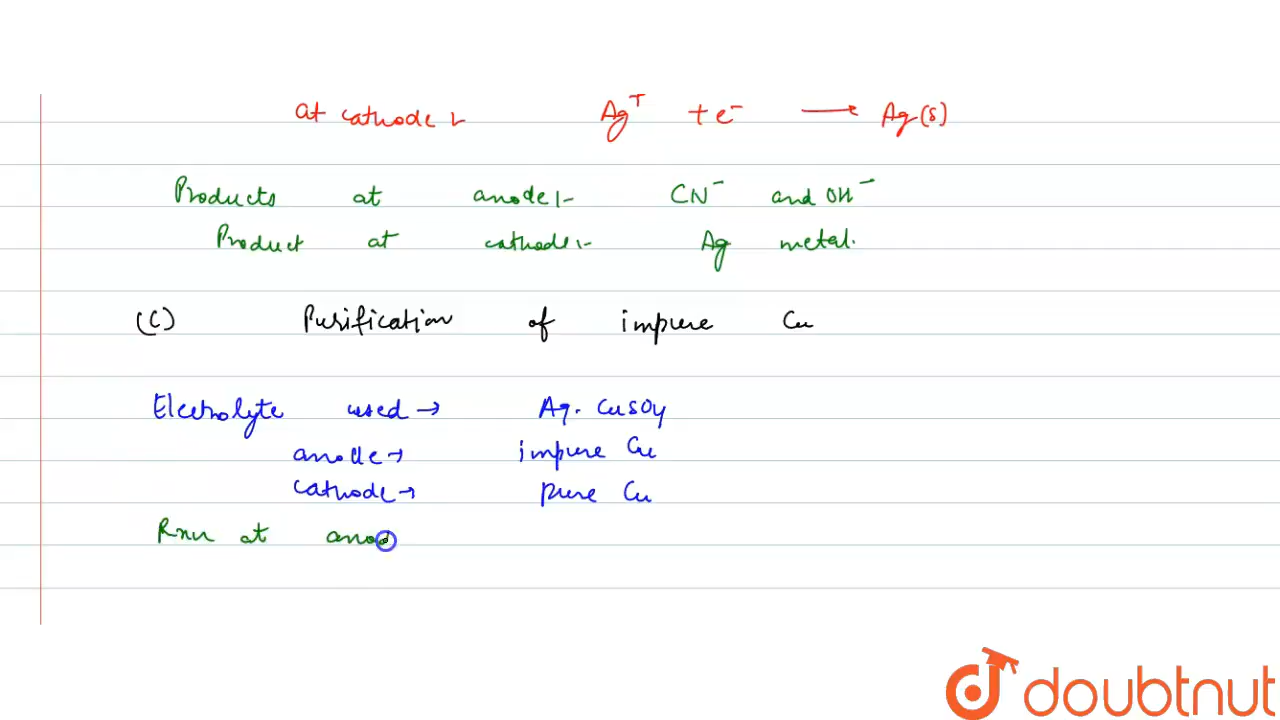 at cathode :- Ag⁺ + e⁻ → Ag(s)
Products at anode :- CN⁻ and OH⁻
Product at cathode :- Ag metal.
(C) Purification of impure Cu
Electrolyte used → Aq. CuSO4
anode → impure Cu
cathode → pure Cu
Rxn at anod
doubtnut